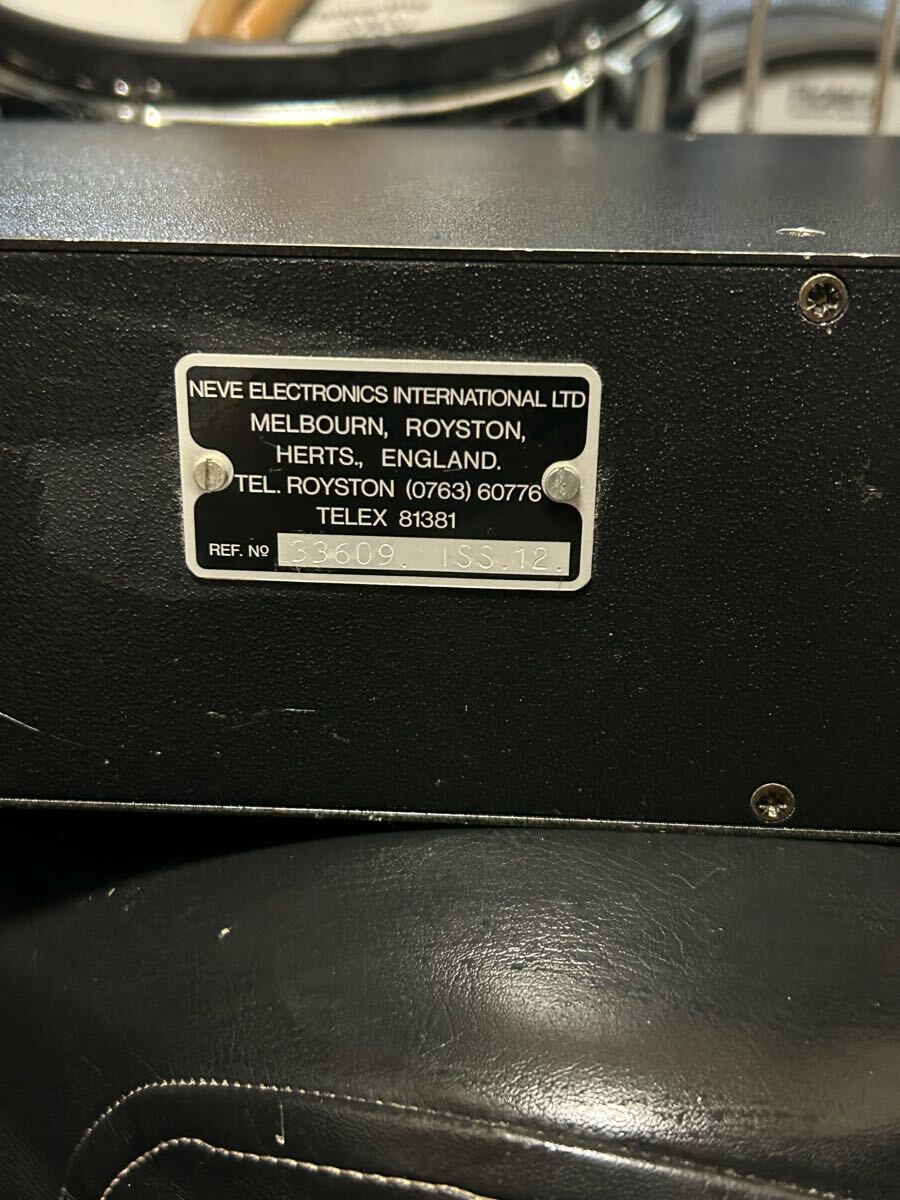 NEVE ELECTRONICS INTERNATIONAL LTD
MELBOURN, ROYSTON,
HERTS., ENGLAND.
TEL. ROYSTON (0763) 60776
TELEX 81381
REF. Nº 33609. ISS.12.